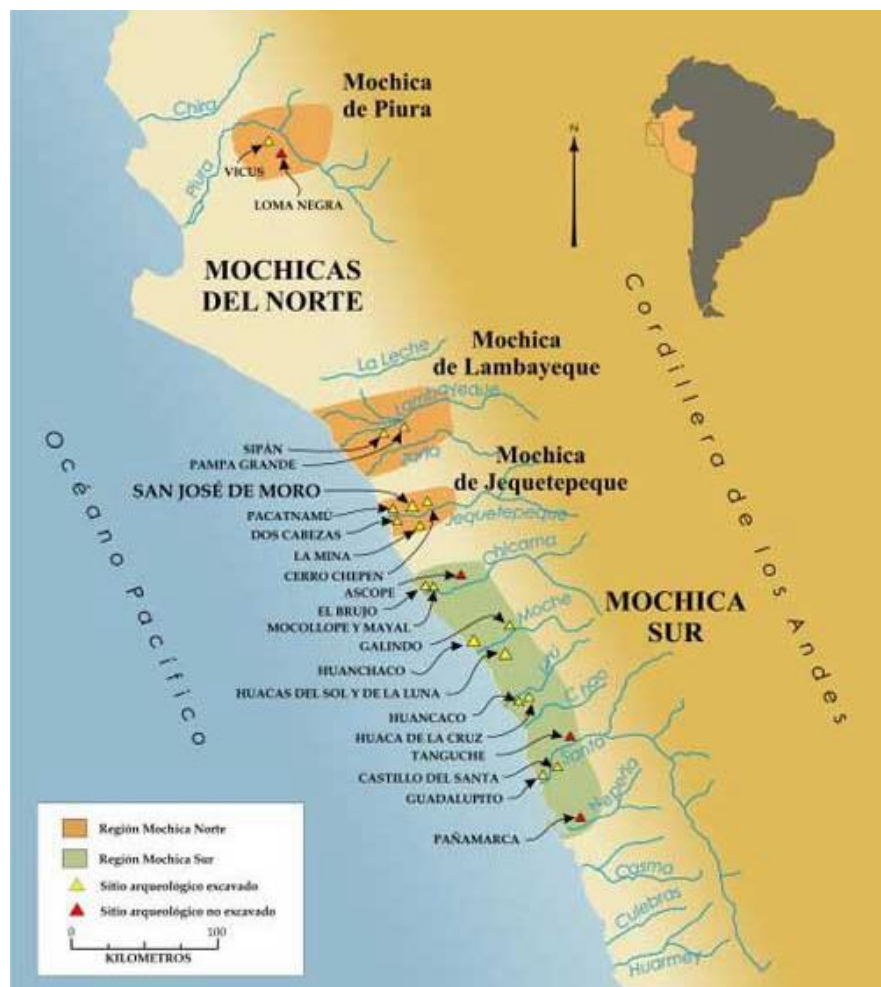 Mochica
de Piura
Chira
Piura
VICUS
LOMA NEGRA
N
MOCHICAS
DEL NORTE
Cordillera de los Andes
La Leche
Mochica
de Lambayeque
Lambayeque
SIPÁN
PAMPA GRANDE
Zaña
Mochica
de Jequetepeque
SAN JOSÉ DE MORO
PACATNAMÚ
Jequetepeque
DOS CABEZAS
LA MINA
CERRO CHEPEN
Chicama
Océano Pacífico
ASCOPE
EL BRUJO
MOCOLLOPE Y MAYAL
Moche
MOCHICA
SUR
GALINDO
HUANCHACO
HUACAS DEL SOL Y DE LA LUNA
Virú
Chao
HUANCACO
HUACA DE LA CRUZ
TANGUCHE
Santa
CASTILLO DEL SANTA
GUADALUPITO
Nepeña
PAÑAMARCA
Casma
Culebras
Huarmey
Región Mochica Norte
Región Mochica Sur
Sitio arqueológico excavado
Sitio arqueológico no excavado
0 100
KILOMETROS